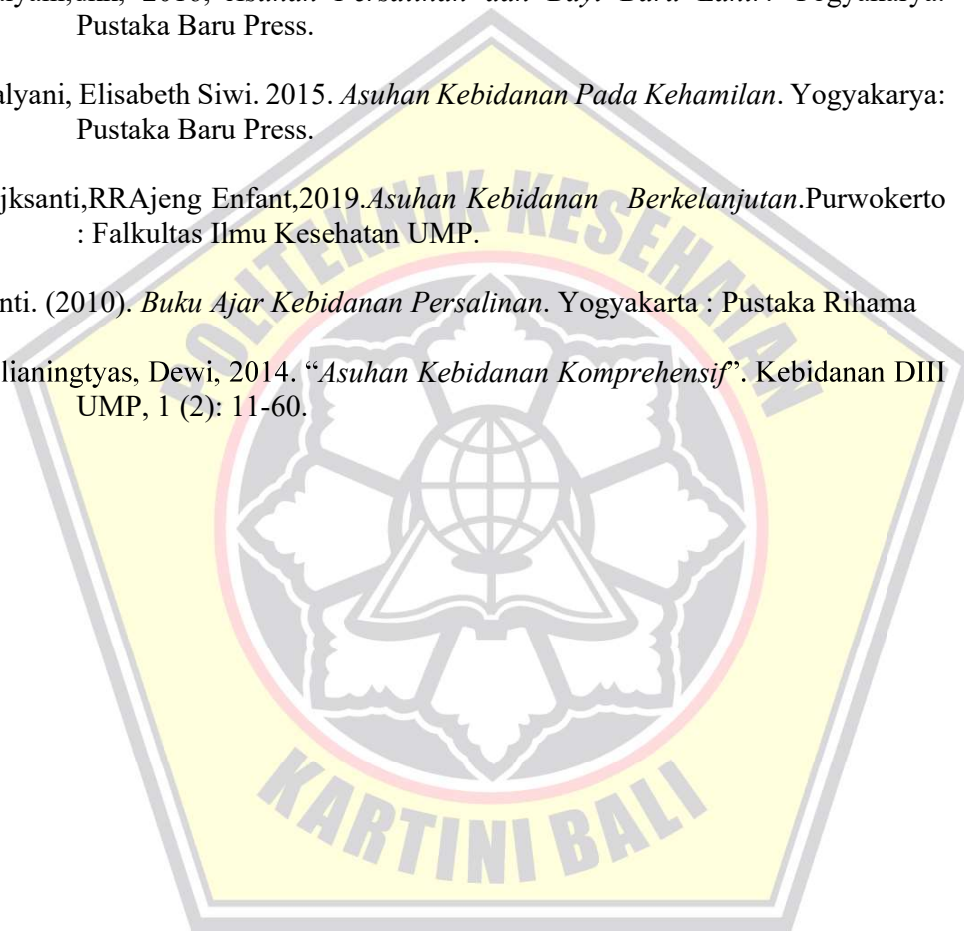 Pustaka Baru Press.
alyani, Elisabeth Siwi. 2015. Asuhan Kebidanan Pada Kehamilan. Yogyakarya:
Pustaka Baru Press.
jksanti,RRAjeng Enfant,2019.Asuhan Kebidanan Berkelanjutan.Purwokerto
: Falkultas Ilmu Kesehatan UMP.
nti. (2010). Buku Ajar Kebidanan Persalinan. Yogyakarta : Pustaka Rihama
lianingtyas, Dewi, 2014. “Asuhan Kebidanan Komprehensif”. Kebidanan DIII
UMP, 1 (2): 11-60.
POLITEKNIK KESEHATAN
KARTINI BALI